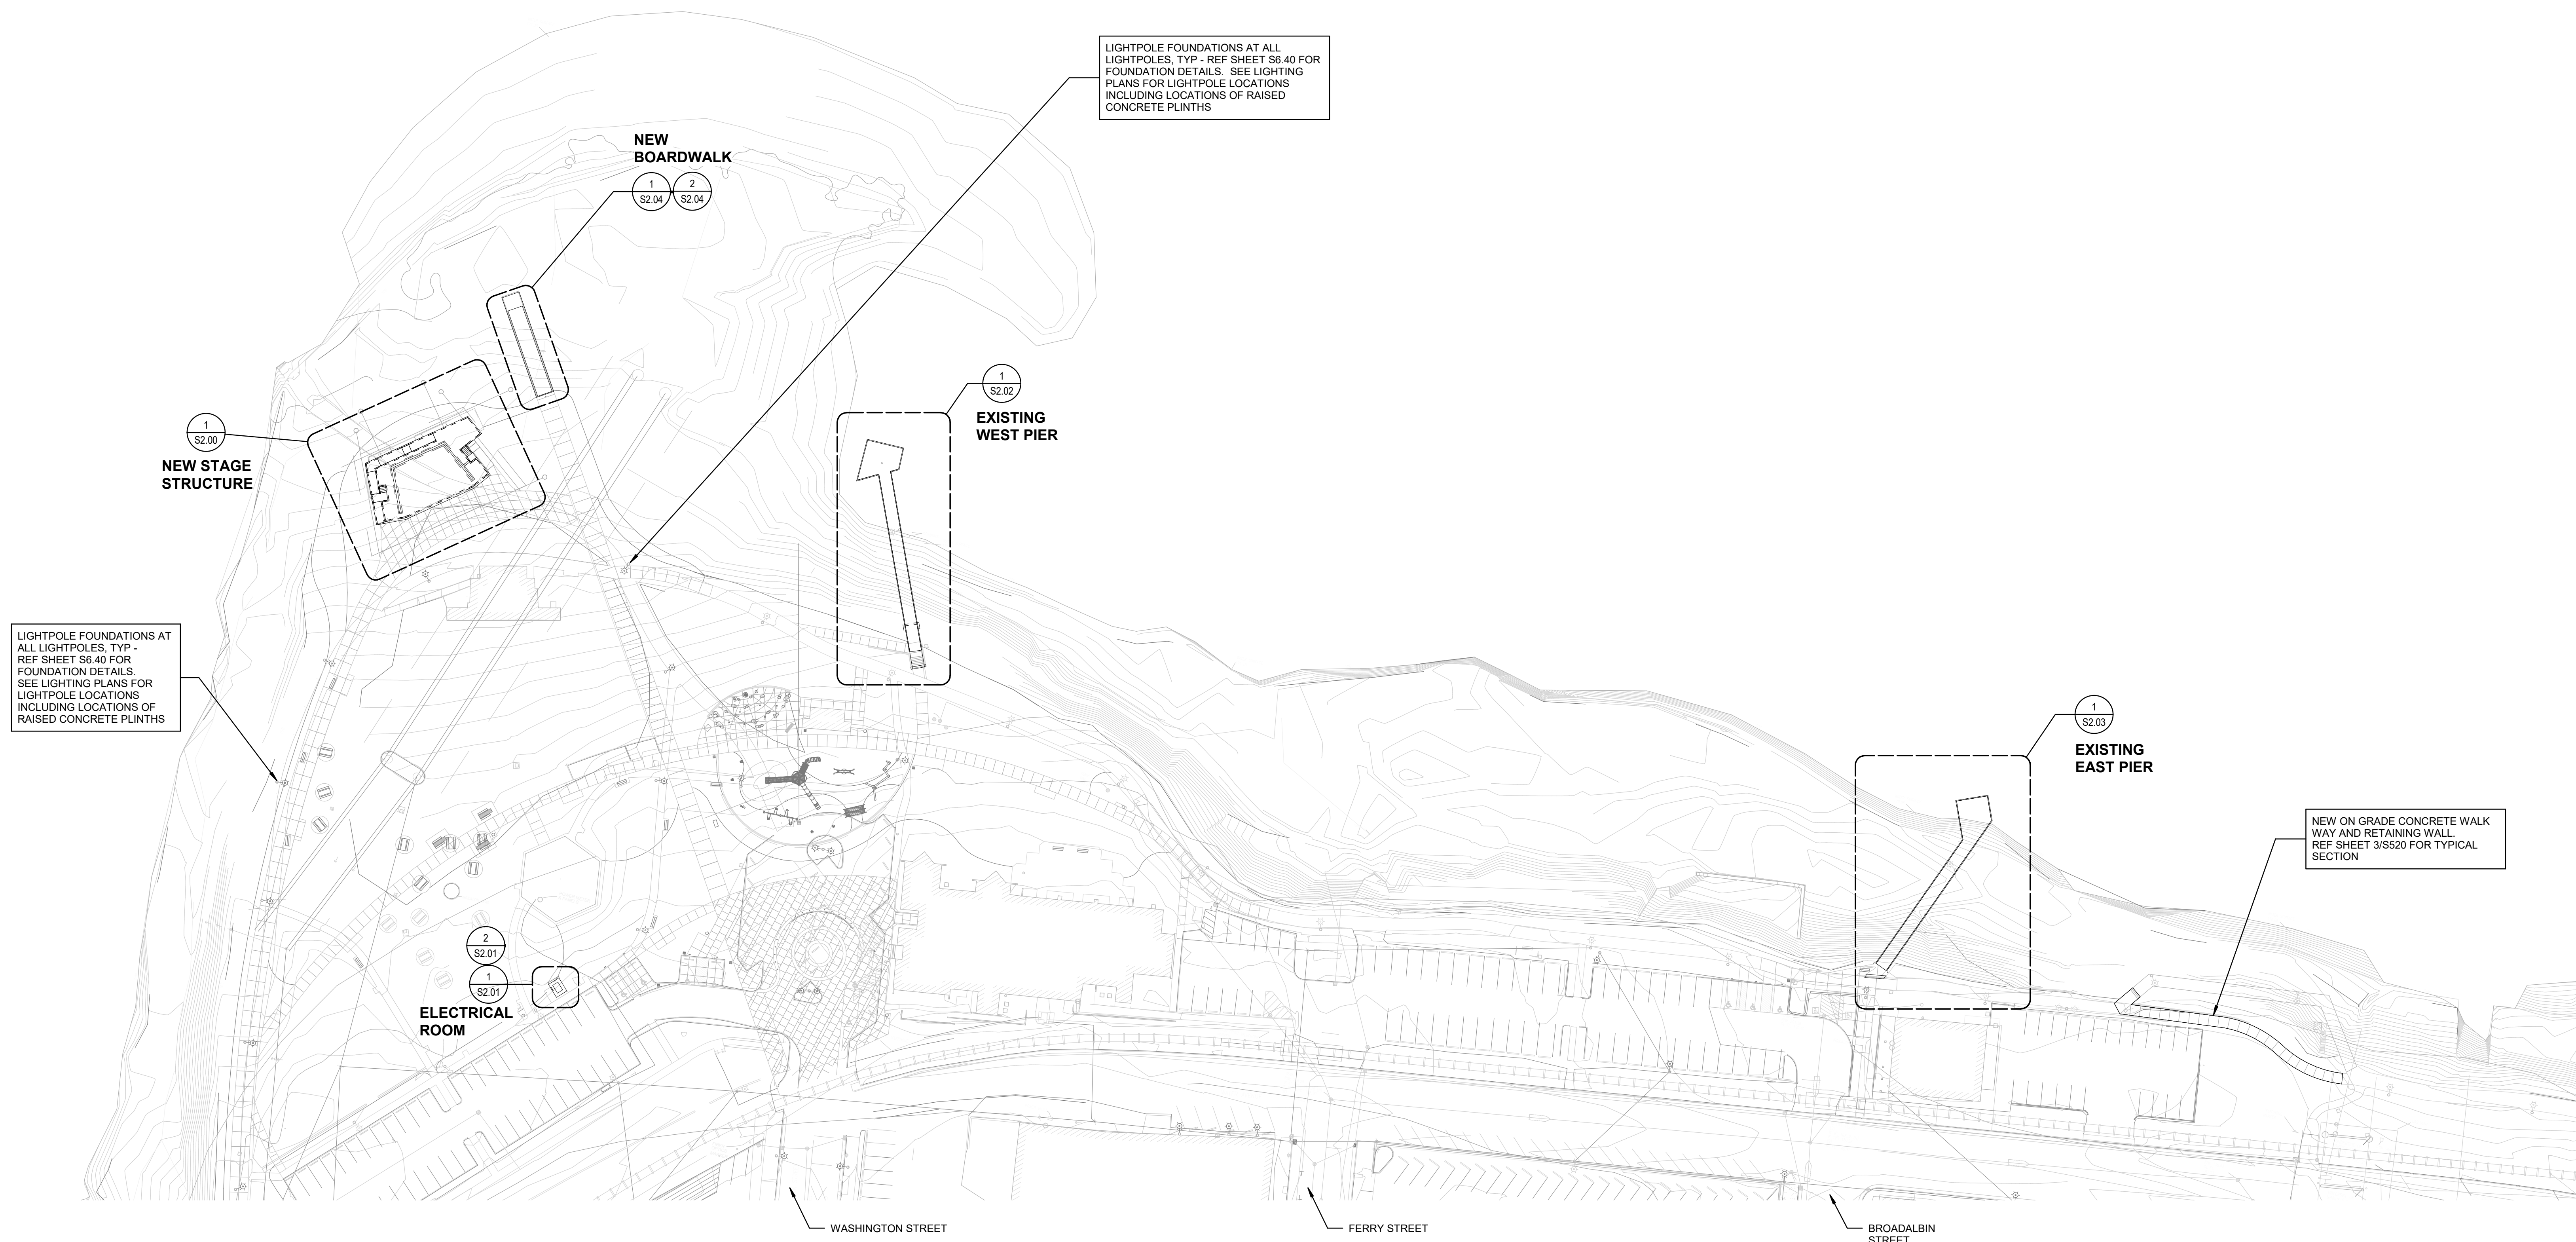 LIGHTPOLE FOUNDATIONS AT ALL
LIGHTPOLES, TYP - REF SHEET S6.40 FOR
FOUNDATION DETAILS.  SEE LIGHTING
PLANS FOR LIGHTPOLE LOCATIONS
INCLUDING LOCATIONS OF RAISED
CONCRETE PLINTHS
NEW
BOARDWALK
1
S2.04
2
S2.04
1
S2.02
EXISTING
WEST PIER
1
S2.00
NEW STAGE
STRUCTURE
LIGHTPOLE FOUNDATIONS AT
ALL LIGHTPOLES, TYP -
REF SHEET S6.40 FOR
FOUNDATION DETAILS.
SEE LIGHTING PLANS FOR
LIGHTPOLE LOCATIONS
INCLUDING LOCATIONS OF
RAISED CONCRETE PLINTHS
1
S2.03
EXISTING
EAST PIER
NEW ON GRADE CONCRETE WALK
WAY AND RETAINING WALL.
REF SHEET 3/S520 FOR TYPICAL
SECTION
2
S2.01
1
S2.01
ELECTRICAL
ROOM
WASHINGTON STREET
FERRY STREET
BROADALBIN
STREET